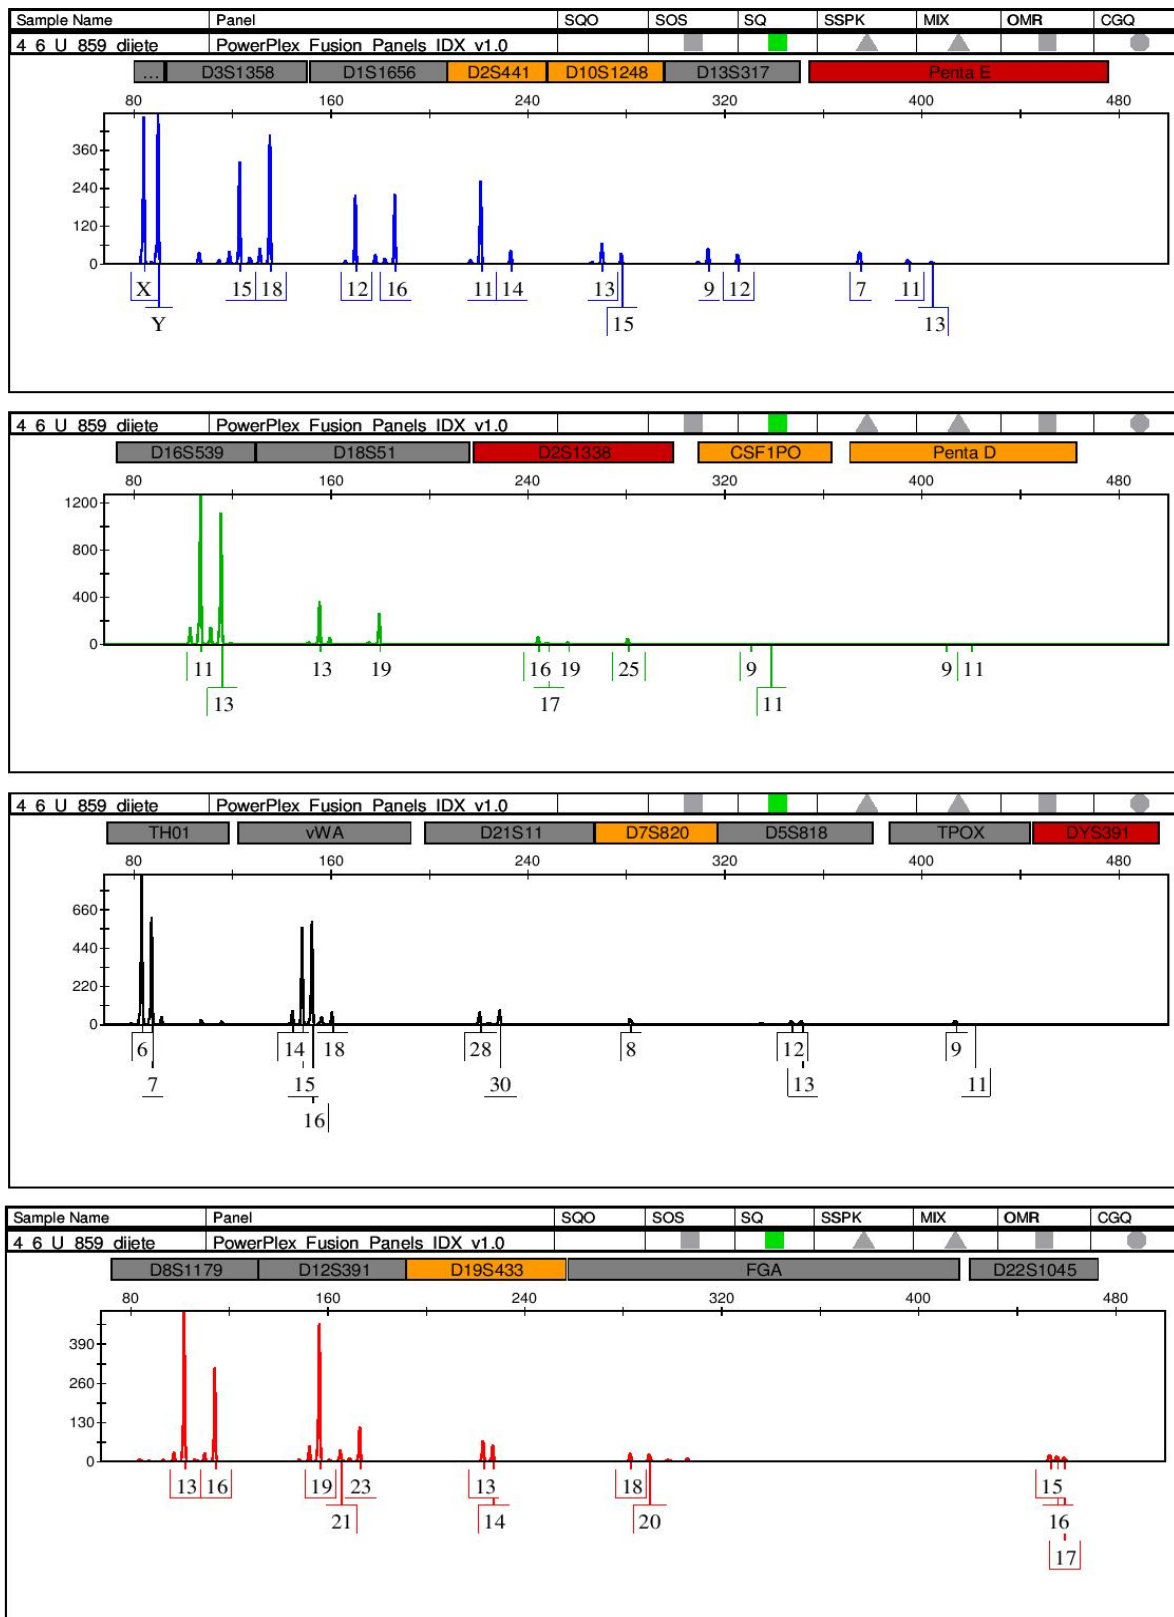 Sample Name Panel SQO SOS SQ SSPK MIX OMR CGQ
4_6_U_859_dijete PowerPlex_Fusion_Panels_IDX_v1.0
... D3S1358 D1S1656 D2S441 D10S1248 D13S317 Penta E
80 160 240 320 400 480
360
240
120
0
X 15 18 12 16 11 14 13 9 12 7 11
Y 15 13
4_6_U_859_dijete PowerPlex_Fusion_Panels_IDX_v1.0
D16S539 D18S51 D2S1338 CSF1PO Penta D
80 160 240 320 400 480
1200
800
400
0
11 13 19 16 19 25 9 9 11
13 17 11
4_6_U_859_dijete PowerPlex_Fusion_Panels_IDX_v1.0
TH01 vWA D21S11 D7S820 D5S818 TPOX DYS391
80 160 240 320 400 480
660
440
220
0
6 14 18 28 8 12 9
7 15 30 13 11
16
Sample Name Panel SQO SOS SQ SSPK MIX OMR CGQ
4_6_U_859_dijete PowerPlex_Fusion_Panels_IDX_v1.0
D8S1179 D12S391 D19S433 FGA D22S1045
80 160 240 320 400 480
390
260
130
0
13 16 19 23 13 18 15
21 14 20 16
17